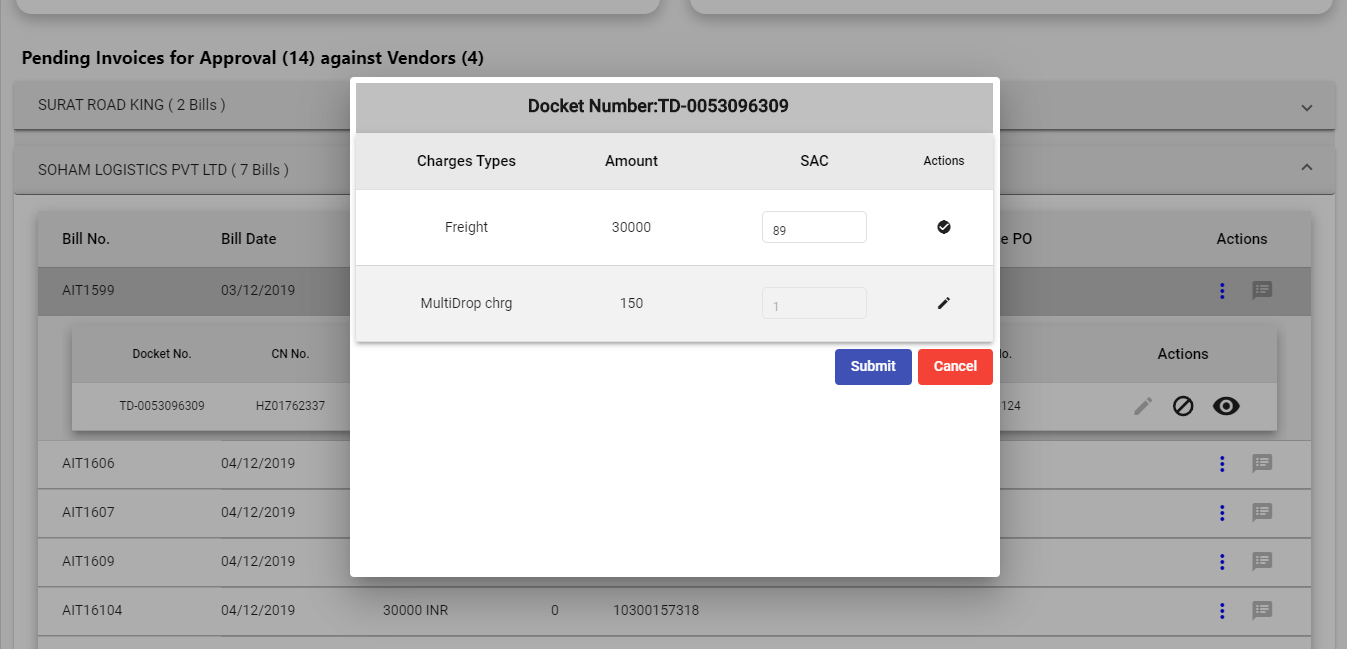 Pending Invoices for Approval (14) against Vendors (4)
SURAT ROAD KING ( 2 Bills )
SOHAM LOGISTICS PVT LTD ( 7 Bills )
Docket Number:TD-0053096309
Charges Types Amount SAC Actions
Freight 30000 89
MultiDrop chrg 150 1
Submit Cancel
Bill No. Bill Date e PO Actions
AIT1599 03/12/2019
Docket No. CN No. lo. Actions
TD-0053096309 HZ01762337 124
AIT1606 04/12/2019
AIT1607 04/12/2019
AIT1609 04/12/2019
AIT16104 04/12/2019 30000 INR 0 10300157318